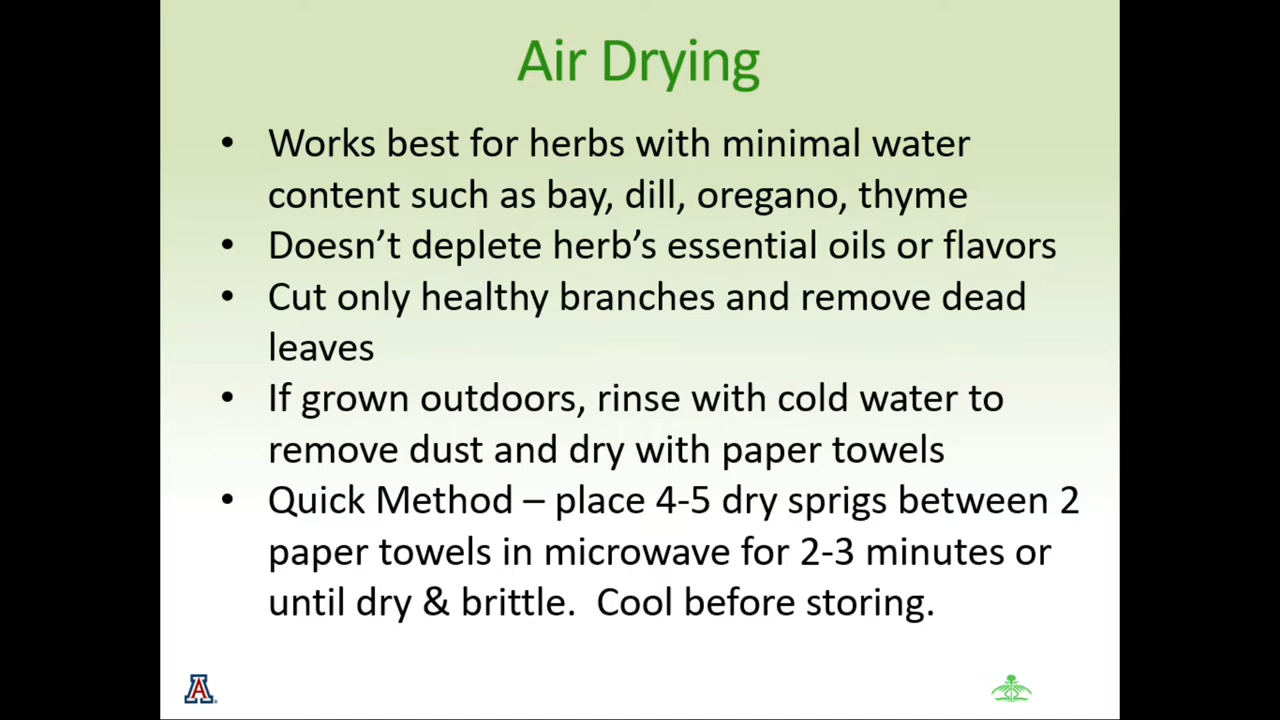 Air Drying
• Works best for herbs with minimal water
content such as bay, dill, oregano, thyme
• Doesn’t deplete herb’s essential oils or flavors
• Cut only healthy branches and remove dead
leaves
• If grown outdoors, rinse with cold water to
remove dust and dry with paper towels
• Quick Method – place 4-5 dry sprigs between 2
paper towels in microwave for 2-3 minutes or
until dry & brittle.  Cool before storing.
A